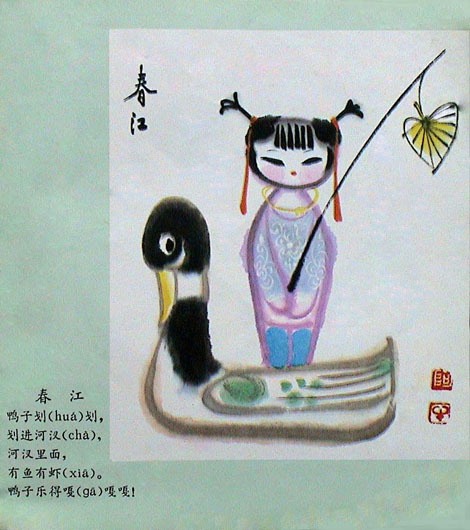 春江
春 江
鸭子划(huá)划,
划进河汊(chà),
河汊里面,
有鱼有虾(xiā)。
鸭子乐得嘎(gā)嘎嘎!